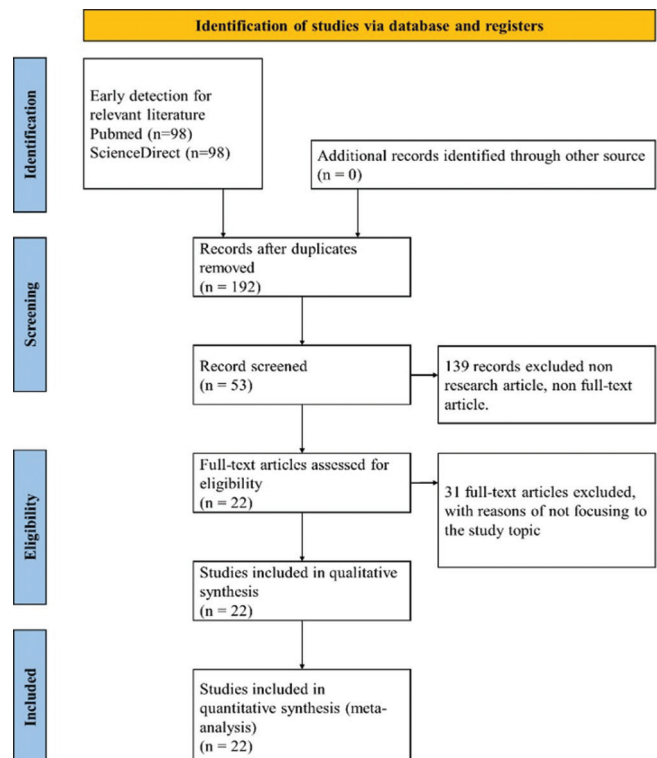 Identification of studies via database and registers
Identification
Early detection for
relevant literature
Pubmed (n=98)
ScienceDirect (n=98)
Additional records identified through other source
(n = 0)
Screening
Records after duplicates
removed
(n = 192)
Record screened
(n = 53)
139 records excluded non
research article, non full-text
article.
Eligibility
Full-text articles assessed for
eligibility
(n = 22)
31 full-text articles excluded,
with reasons of not focusing to
the study topic
Studies included in qualitative
synthesis
(n = 22)
Included
Studies included in
quantitative synthesis (meta-
analysis)
(n = 22)